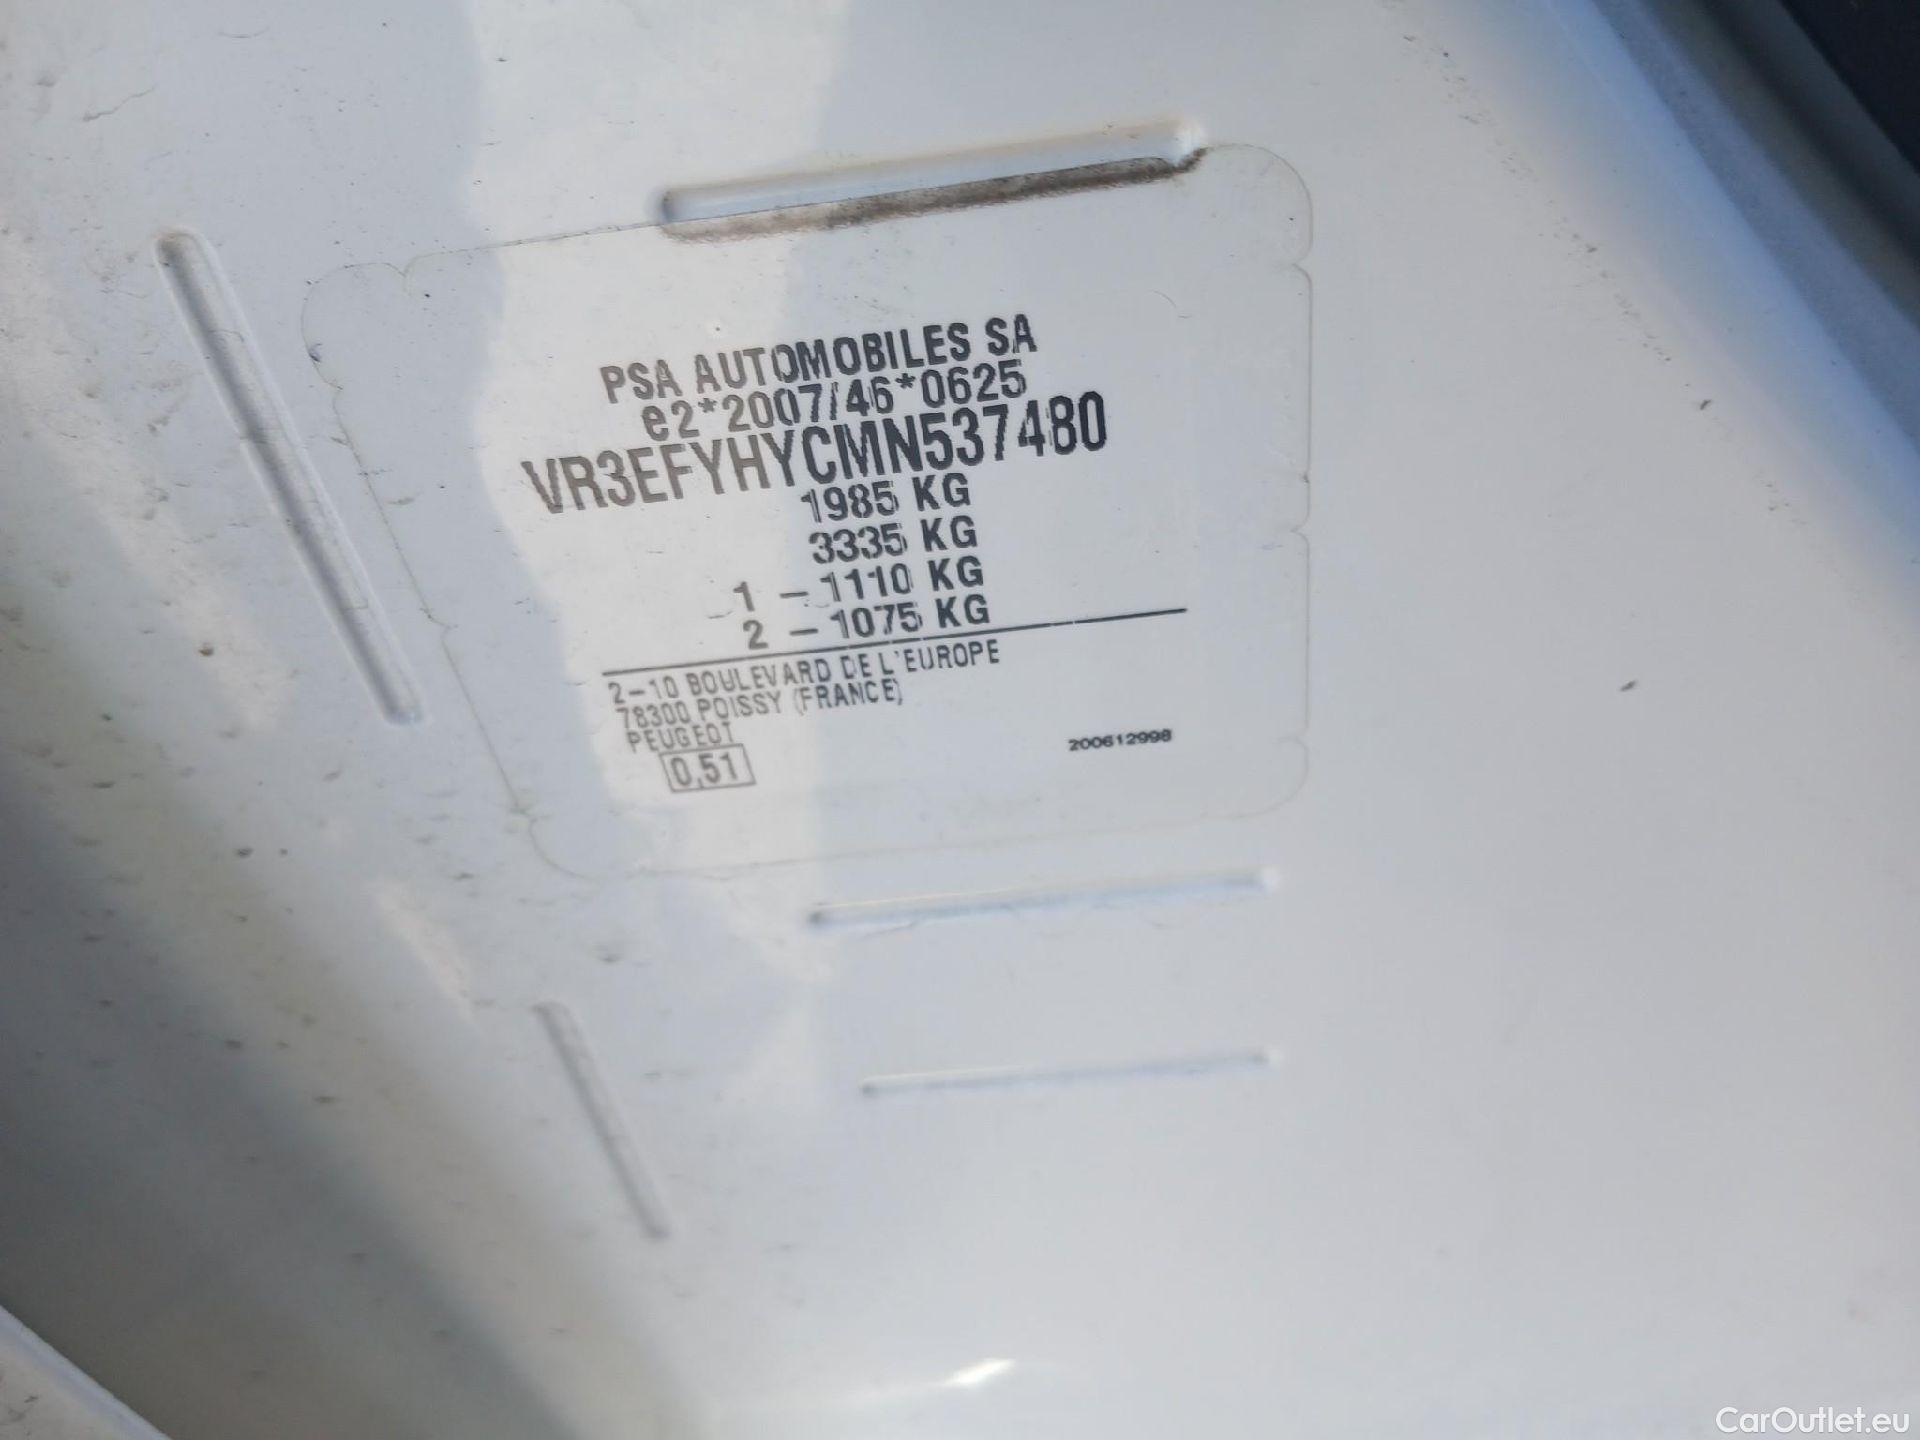 PSA AUTOMOBILES SA
e2*2007/46*0625
VR3EFYHYCMN537480
1985 KG
3335 KG
1 - 1110 KG
2 - 1075 KG
2-10 BOULEVARD DE L'EUROPE
78300 POISSY (FRANCE)
PEUGEOT
0,51
200612998
CarOutlet.eu